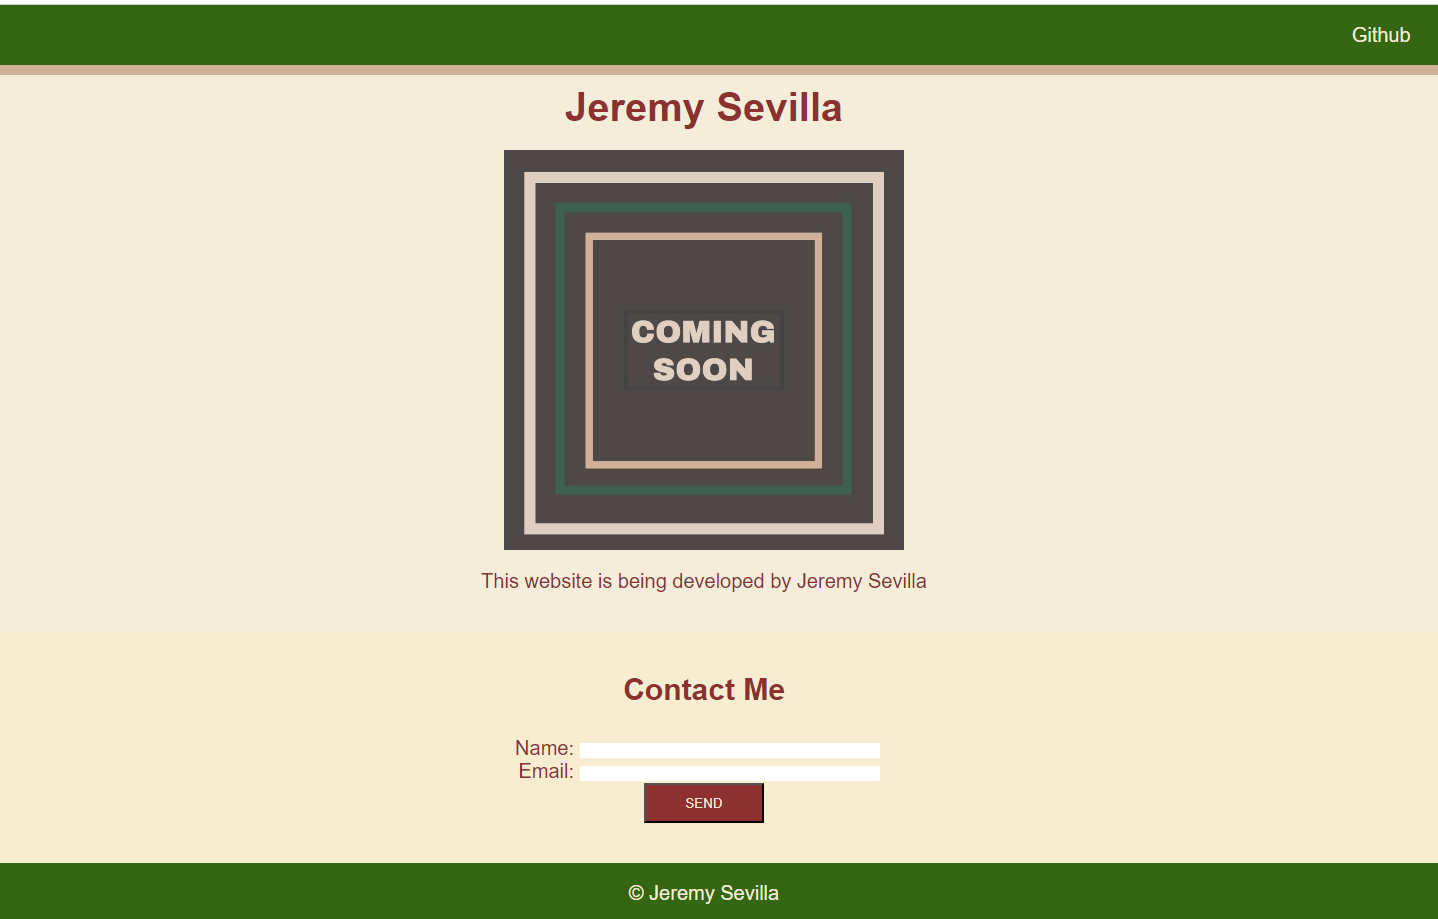 Github
Jeremy Sevilla
COMING
SOON
This website is being developed by Jeremy Sevilla
Contact Me
Name:
Email:
SEND
© Jeremy Sevilla